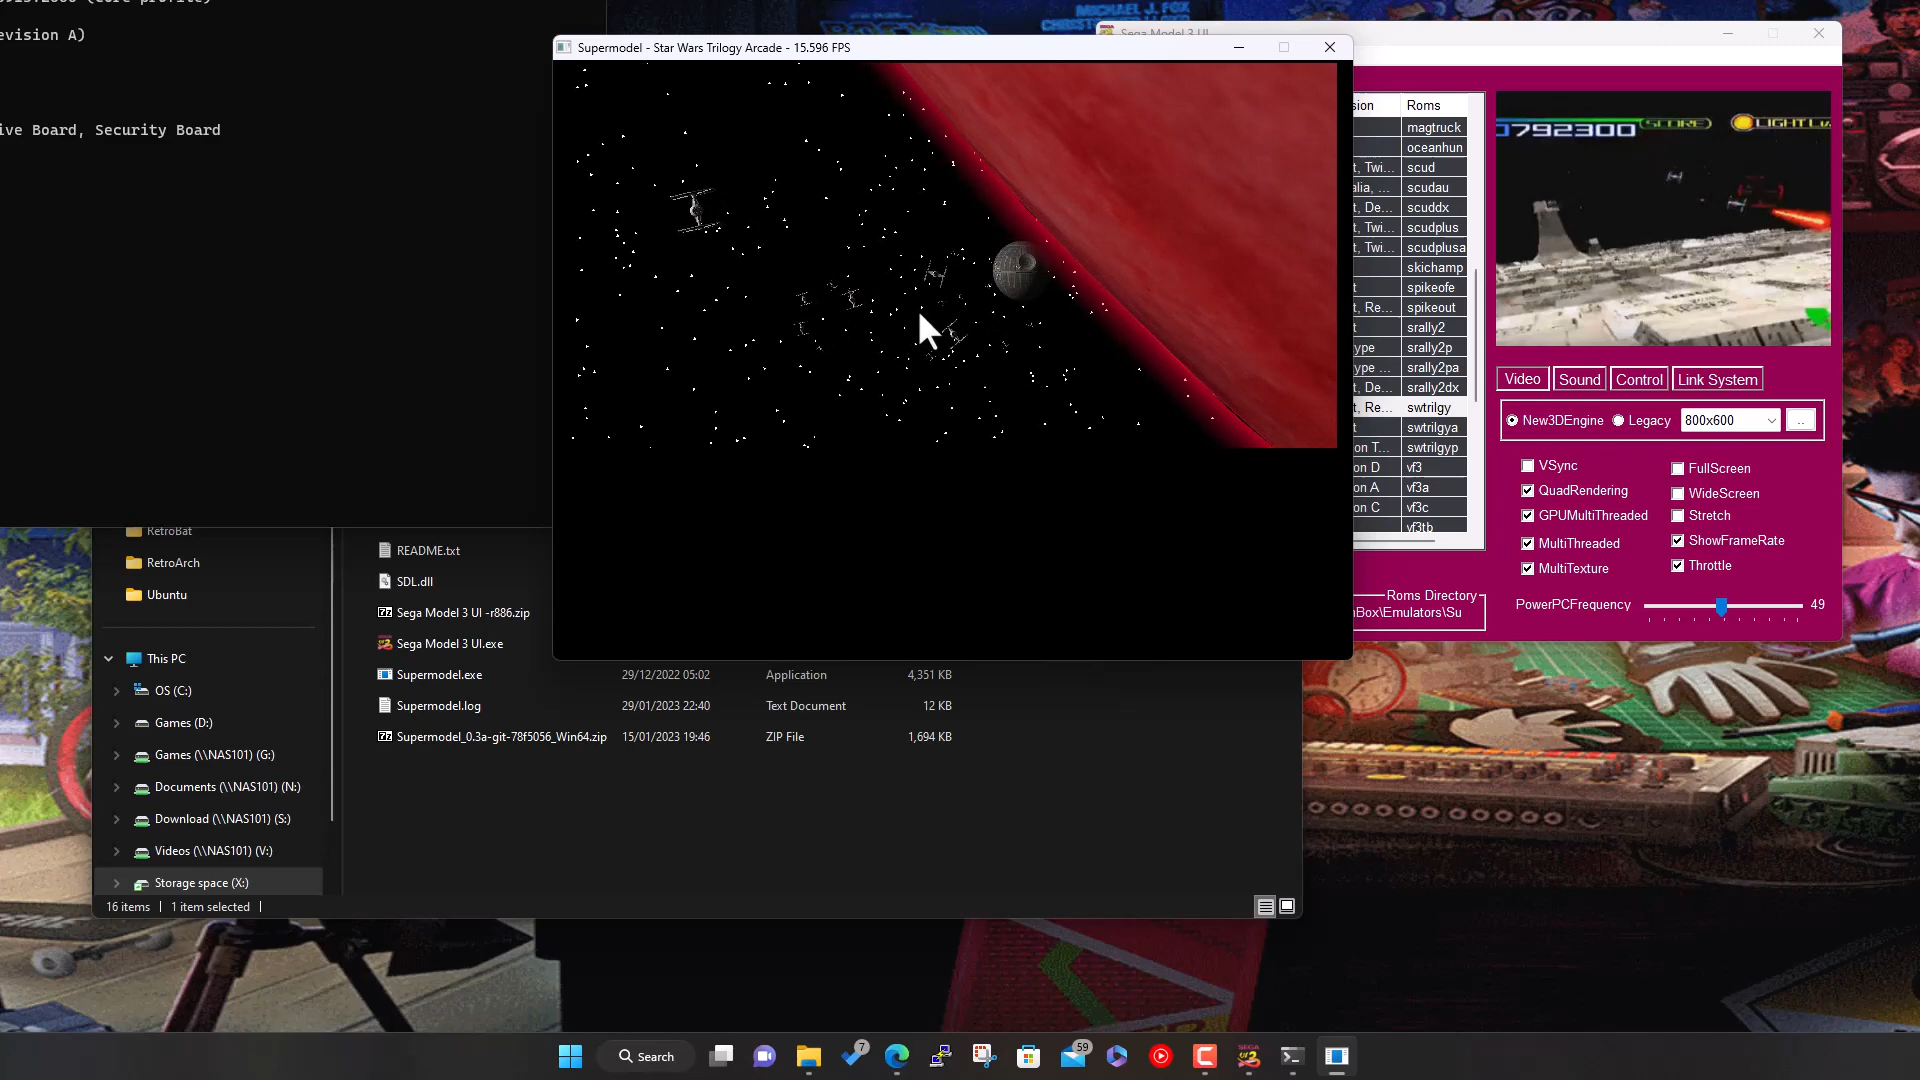 evision A)
ive Board, Security Board
MICHAEL J. FOX
Supermodel - Star Wars Trilogy Arcade - 15.596 FPS
sion Roms
magtruck
oceanhun
t, Twi... scud
alia, ... scudau
t, De... scuddx
t, Twi... scudplus
t, Twi... scudplusa
skichamp
t spikeofe
t, Re... spikeout
t srally2
ype srally2p
ype ... srally2pa
t, De... srally2dx
t, Re... swtrilgy
t swtrilgya
on T... swtrilgyp
on D vf3
on A vf3a
on C vf3c
vf3tb
792300 SCORE
Video Sound Control Link System
New3DEngine Legacy 800x600 ..
VSync FullScreen
QuadRendering WideScreen
GPUMultiThreaded Stretch
MultiThreaded ShowFrameRate
MultiTexture Throttle
PowerPCFrequency 49
Roms Directory
Box\Emulators\Su
RetroBat
RetroArch
Ubuntu
This PC
OS (C:)
Games (D:)
Games (\\NAS101) (G:)
Documents (\\NAS101) (N:)
Download (\\NAS101) (S:)
Videos (\\NAS101) (V:)
Storage space (X:)
README.txt
SDL.dll
Sega Model 3 UI -r886.zip
Sega Model 3 UI.exe
Supermodel.exe 29/12/2022 05:02 Application 4,351 KB
Supermodel.log 29/01/2023 22:40 Text Document 12 KB
Supermodel_0.3a-git-78f5056_Win64.zip 15/01/2023 19:46 ZIP File 1,694 KB
16 items 1 item selected
Search
7
59